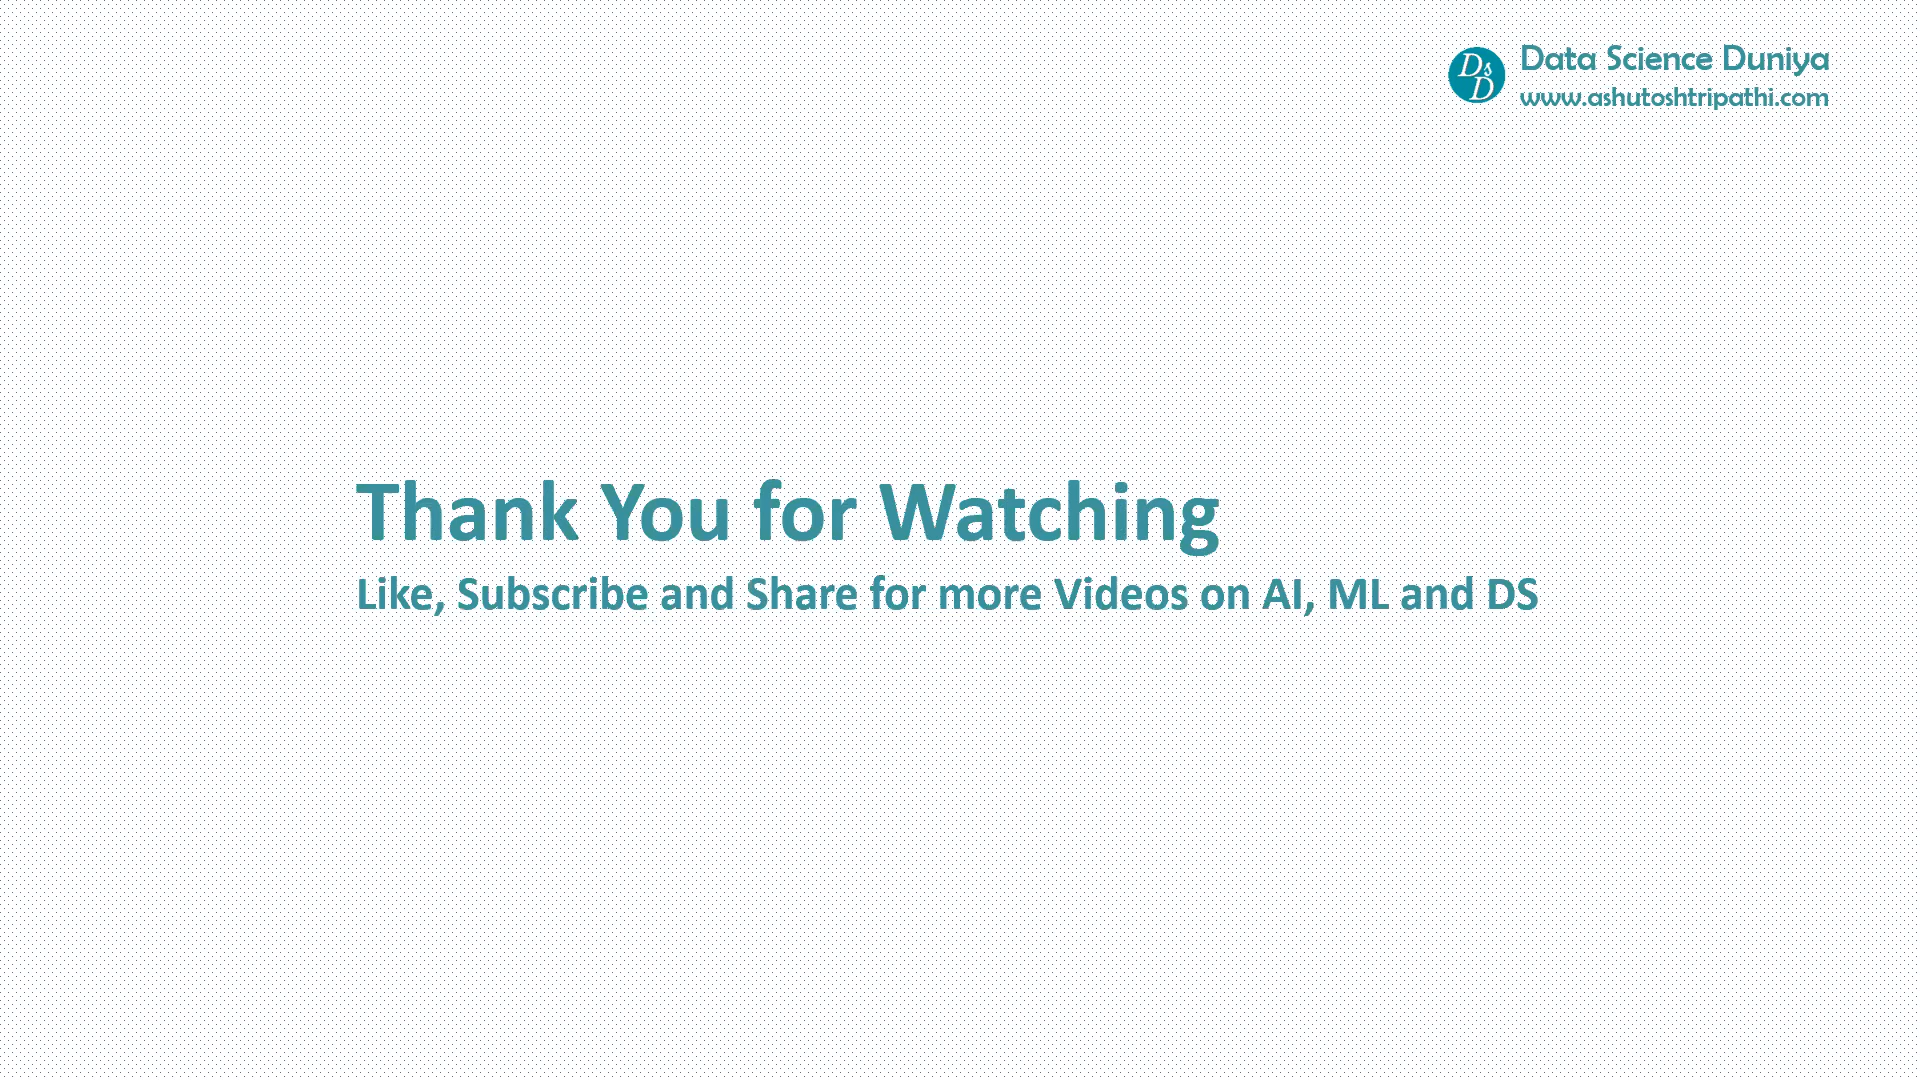 DsD
Data Science Duniya
www.ashutoshtripathi.com
Thank You for Watching
Like, Subscribe and Share for more Videos on AI, ML and DS